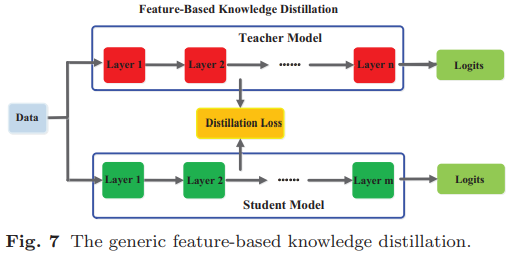 Feature-Based Knowledge Distillation
Teacher Model
Layer 1
Layer 2
......
Layer n
Logits
Data
Distillation Loss
Layer 1
Layer 2
......
Layer m
Logits
Student Model
Fig. 7 The generic feature-based knowledge distillation.